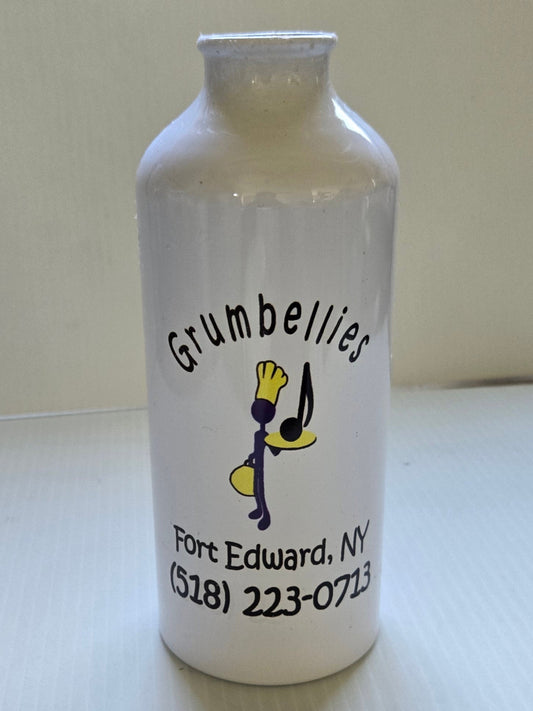 Grumbellies
Fort Edward, NY
(518) 223-0713